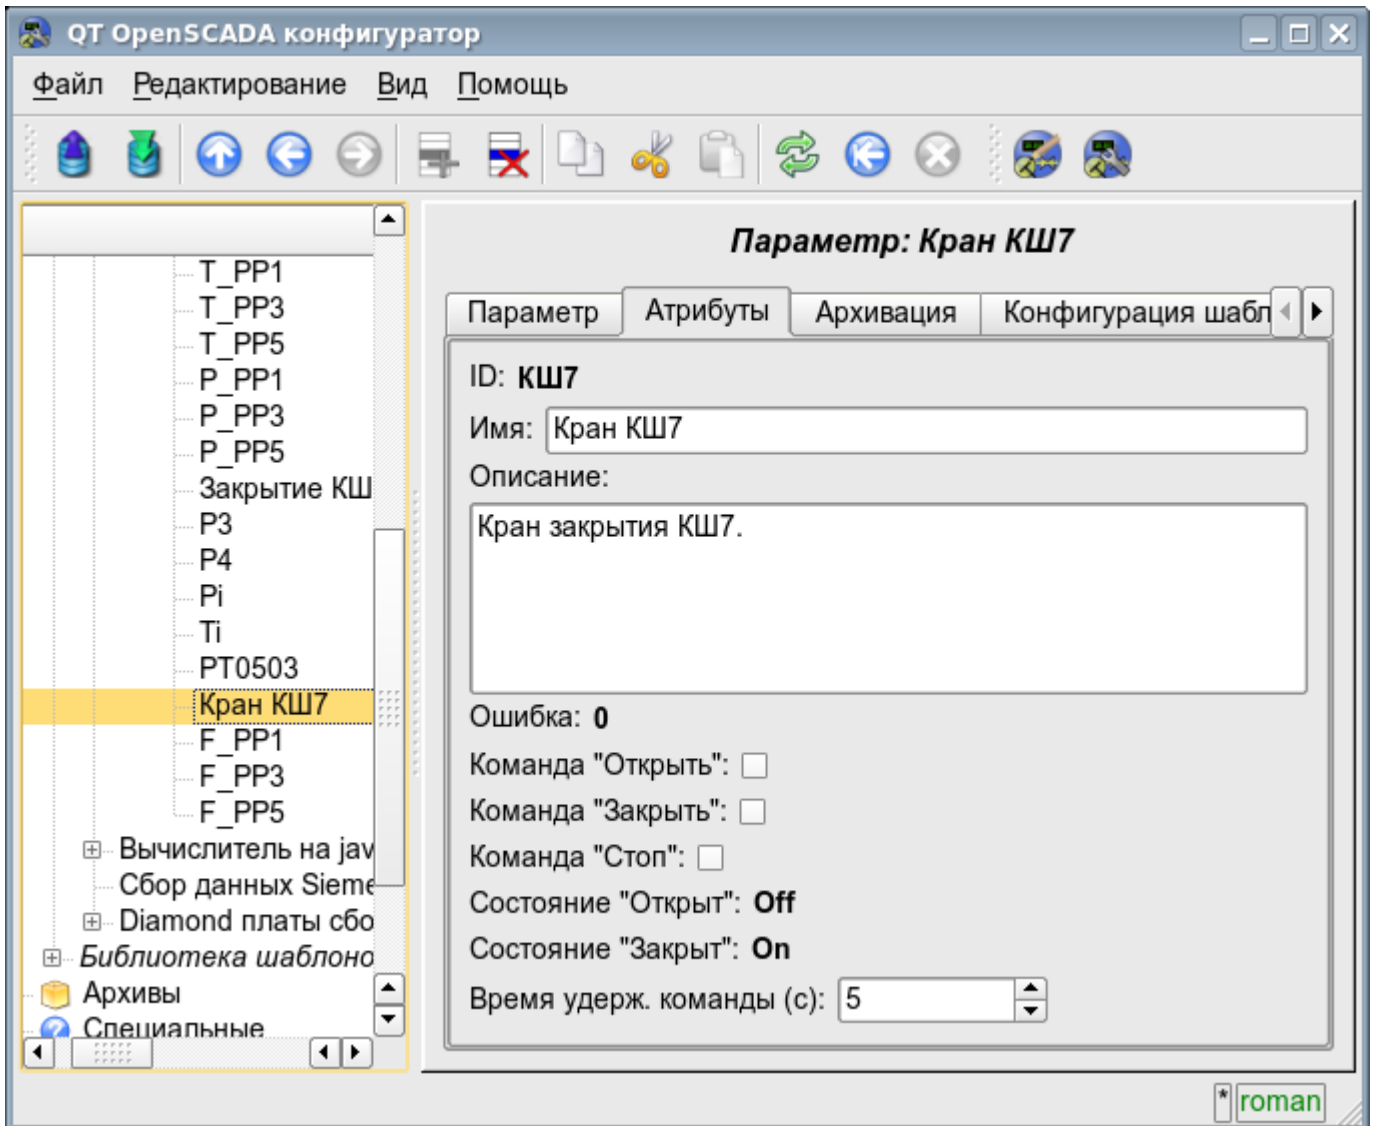 QT OpenSCADA конфигуратор
Файл Редактирование Вид Помощь
T_PP1
T_PP3
T_PP5
P_PP1
P_PP3
P_PP5
Закрытие КШ
P3
P4
Pi
Ti
PT0503
Кран КШ7
F_PP1
F_PP3
F_PP5
Вычислитель на jav
Сбор данных Sieme
Diamond платы сбо
Библиотека шаблоно
Архивы
Специальные
Параметр: Кран КШ7
Параметр Атрибуты Архивация Конфигурация шабл
ID: КШ7
Имя: Кран КШ7
Описание:
Кран закрытия КШ7.
Ошибка: 0
Команда "Открыть":
Команда "Закрыть":
Команда "Стоп":
Состояние "Открыт": Off
Состояние "Закрыт": On
Время удерж. команды (с): 5
* roman